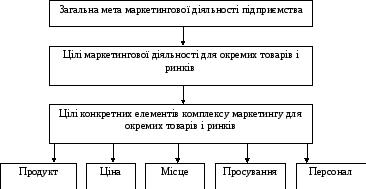 Загальна мета маркетингової діяльності підприємства
Цілі маркетингової діяльності для окремих товарів і
ринків
Цілі конкретних елементів комплексу маркетингу для
окремих товарів і ринків
Продукт Ціна Місце Просування Персонал